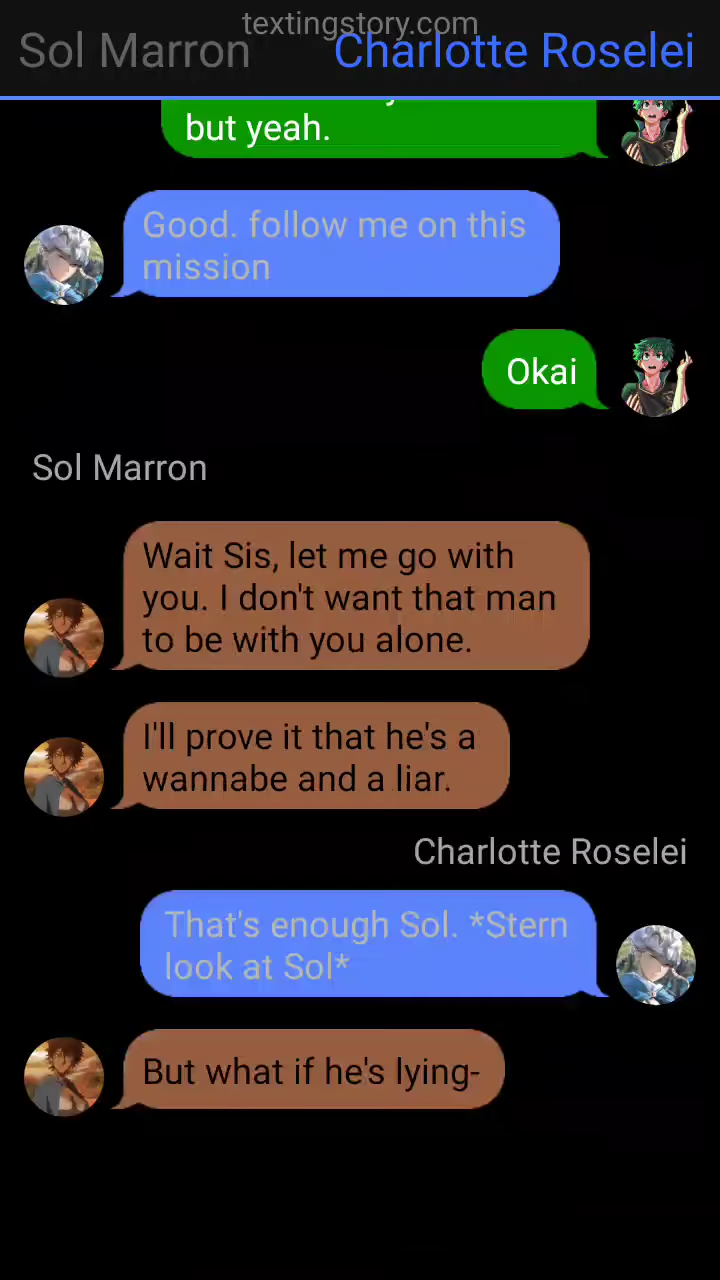 textingstory.com
Sol Marron Charlotte Roselei
but yeah.
Good. follow me on this
mission
Okai
Sol Marron
Wait Sis, let me go with
you. I don't want that man
to be with you alone.
I'll prove it that he's a
wannabe and a liar.
Charlotte Roselei
That's enough Sol. *Stern
look at Sol*
But what if he's lying-